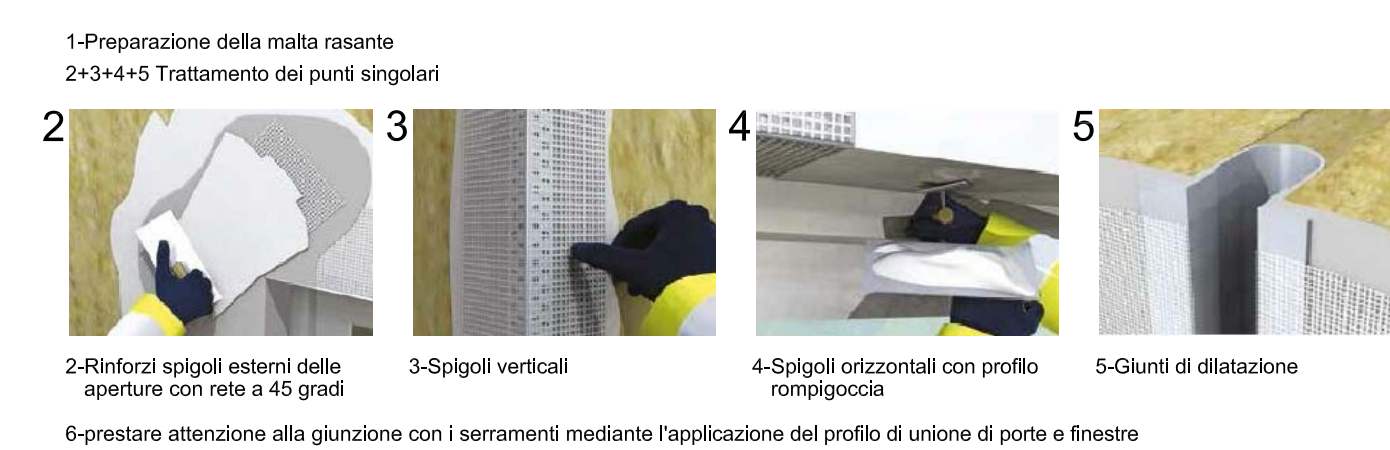 1-Preparazione della malta rasante
2+3+4+5 Trattamento dei punti singolari
2
3
4
5
2-Rinforzi spigoli esterni delle
aperture con rete a 45 gradi
3-Spigoli verticali
4-Spigoli orizzontali con profilo
rompigoccia
5-Giunti di dilatazione
6-prestare attenzione alla giunzione con i serramenti mediante l'applicazione del profilo di unione di porte e finestre